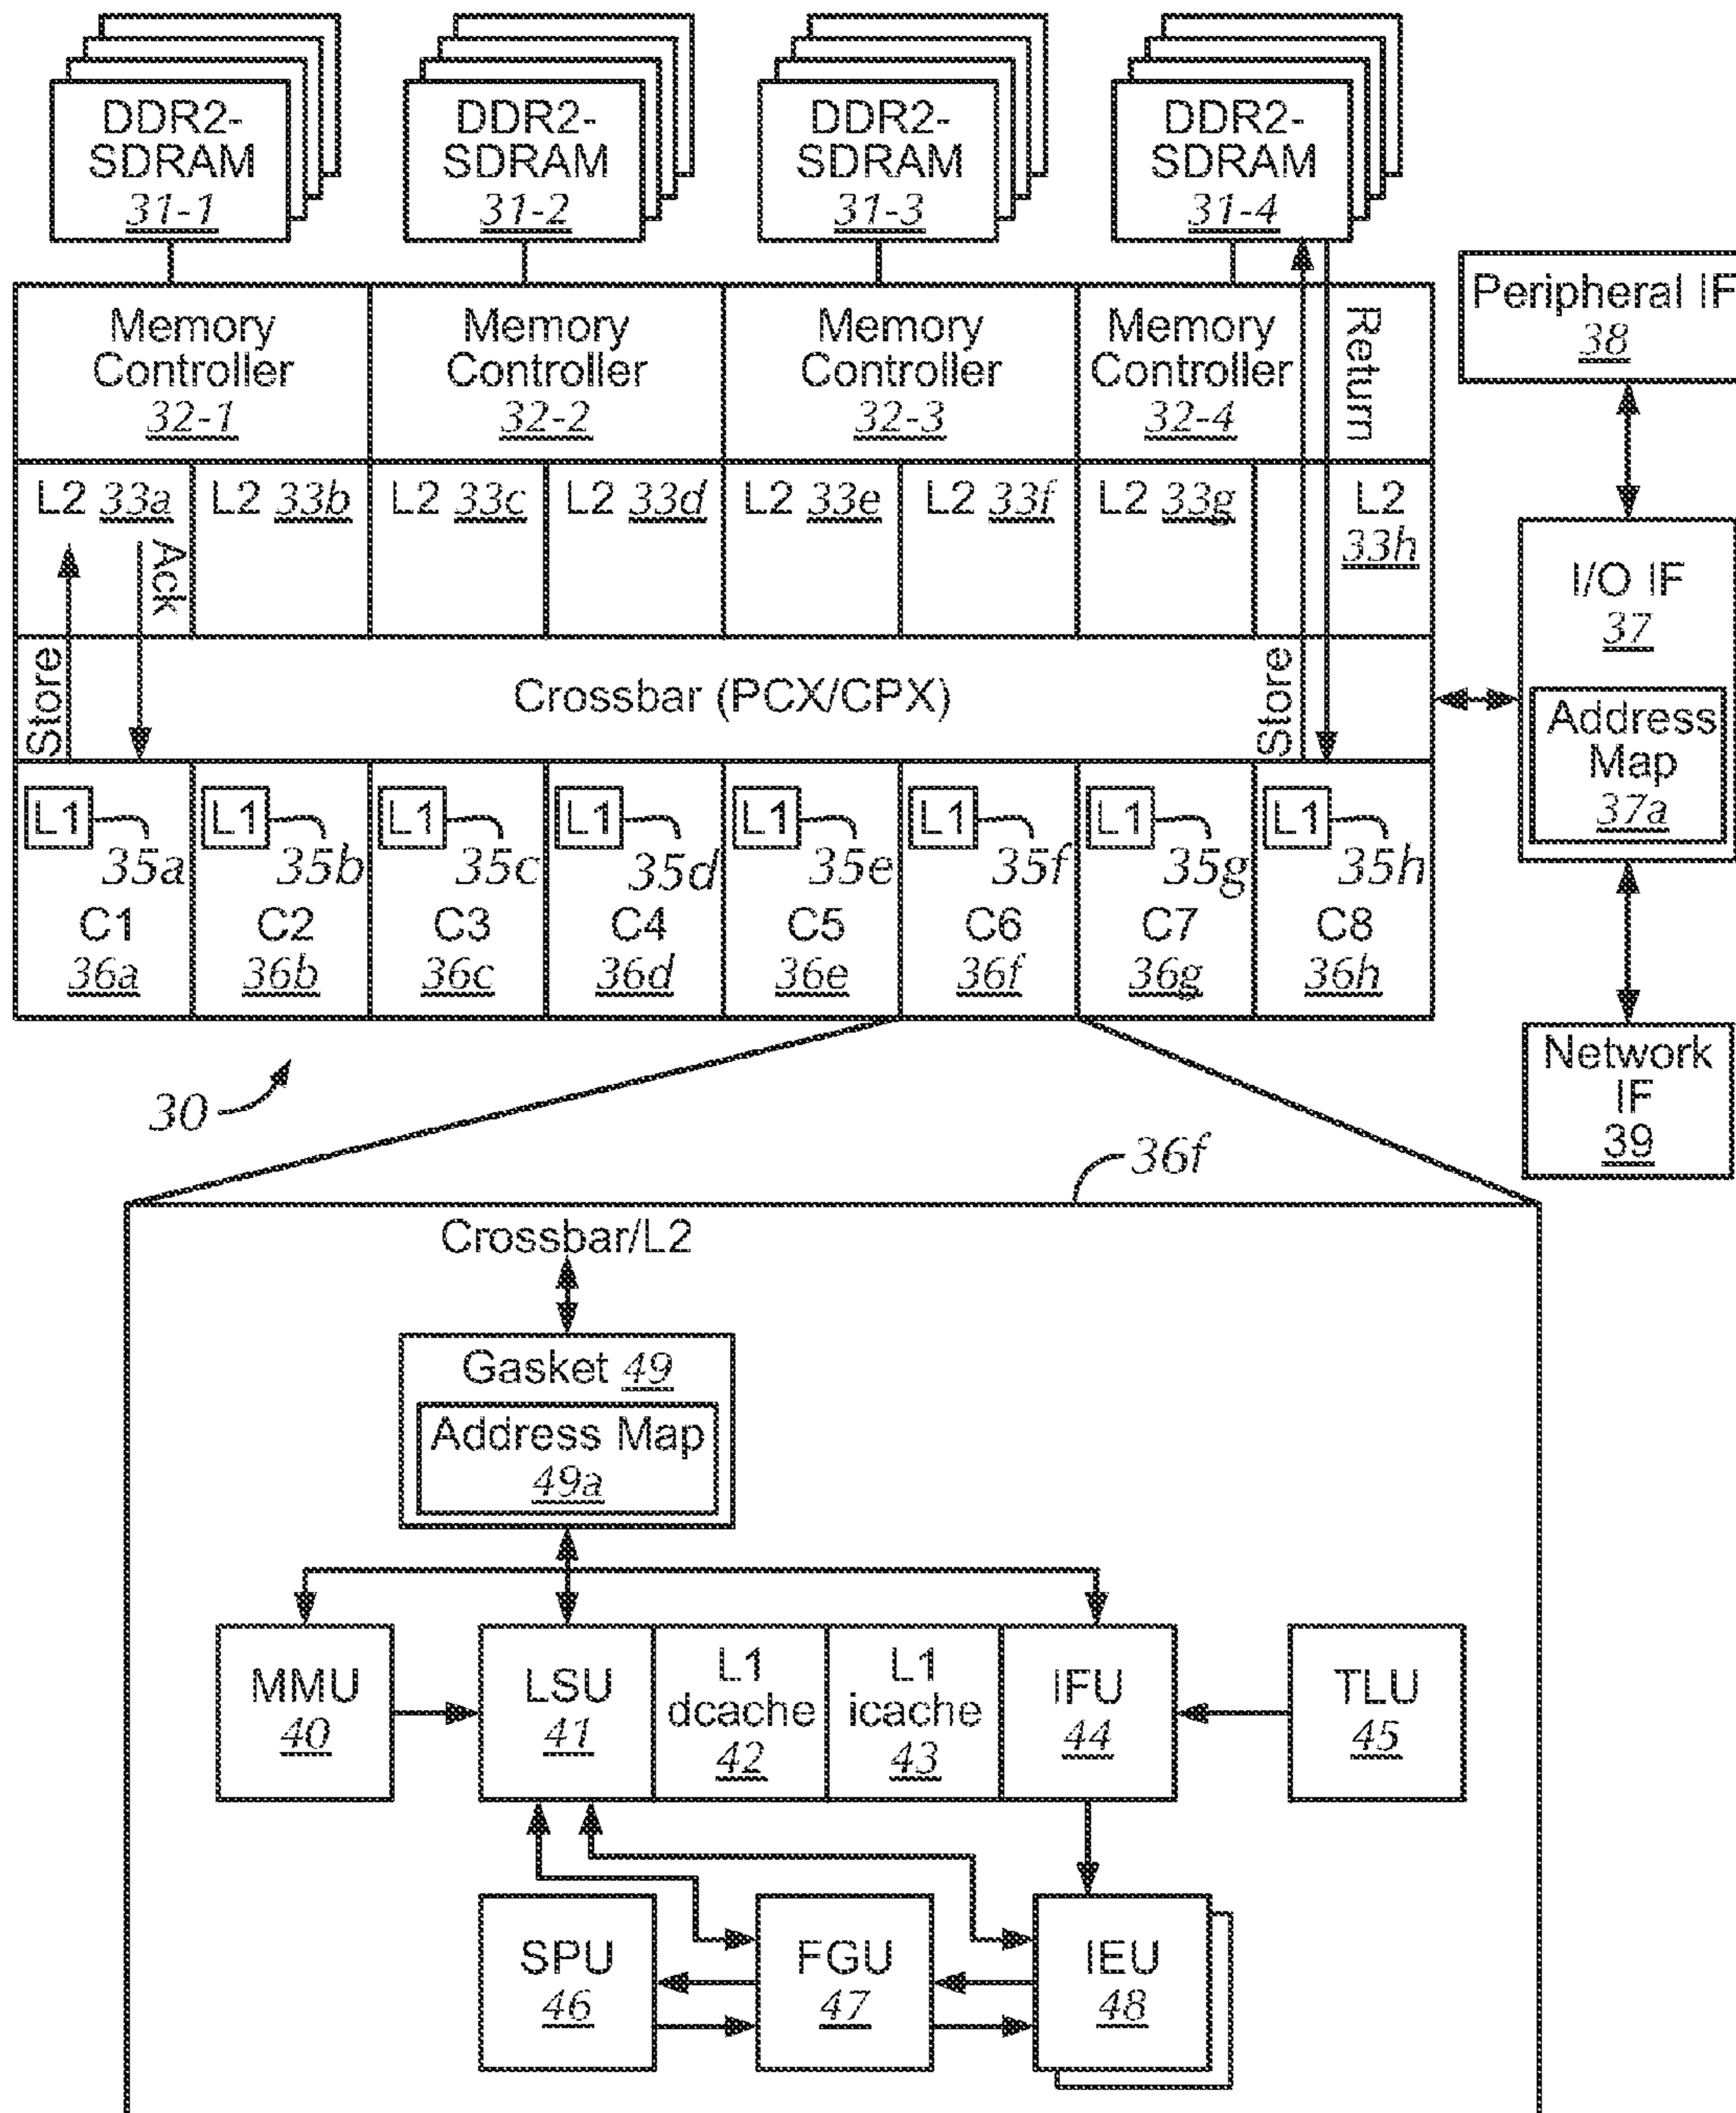 DDR2-
SDRAM
31-1
DDR2-
SDRAM
31-2
DDR2-
SDRAM
31-3
DDR2-
SDRAM
31-4
Memory
Controller
32-1
Memory
Controller
32-2
Memory
Controller
32-3
Memory
Controller
32-4
Return
Peripheral IF
38
L2 33a
L2 33b
L2 33c
L2 33d
L2 33e
L2 33f
L2 33g
L2
33h
Ack
Store
Crossbar (PCX/CPX)
Store
I/O IF
37
Address
Map
37a
L1
35a
C1
36a
L1
35b
C2
36b
L1
35c
C3
36c
L1
35d
C4
36d
L1
35e
C5
36e
L1
35f
C6
36f
L1
35g
C7
36g
L1
35h
C8
36h
Network
IF
39
30
36f
Crossbar/L2
Gasket 49
Address Map
49a
MMU
40
LSU
41
L1
dcache
42
L1
icache
43
IFU
44
TLU
45
SPU
46
FGU
47
IEU
48